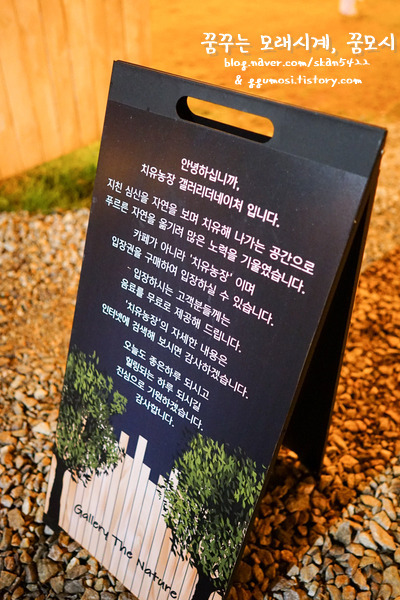 꿈꾸는 모래시계, 꿈모시
blog.naver.com/skan5422
& ggumosi.tistory.com
안녕하십니까,
치유농장 갤러리더네이처 입니다.
지친 심신을 자연을 보며 치유해 나가는 공간으로
푸르른 자연을 옮기려 많은 노력을 기울였습니다.
카페가 아니라 '치유농장' 이며
입장권을 구매하여 입장하실 수 있습니다.
- 입장하시는 고객분들께는
음료를 무료로 제공해 드립니다.
'치유농장'의 자세한 내용은
인터넷에 검색해 보시면 감사하겠습니다.
오늘도 좋은하루 되시고
힐링되는 하루 되시길
진심으로 기원하겠습니다.
감사합니다.
Gallery The Nature